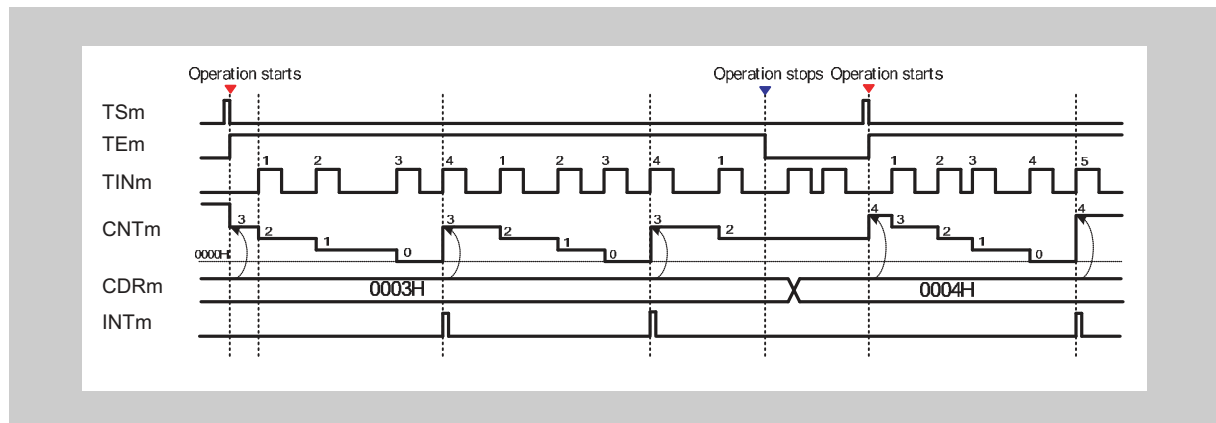 Operation starts
Operation stops Operation starts
TSm
TEm
1 2 3 4 1 2 3 4 1 1 2 3 4 5
TINm
3 2 1 0 3 2 1 0 3 2 4 3 2 1 0 4
CNTm
0000H
CDRm
0003H 0004H
INTm